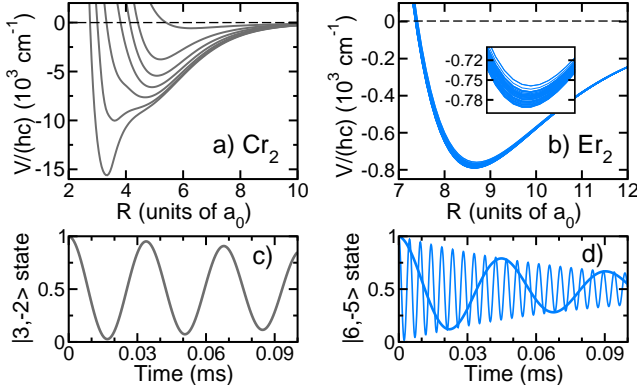 0
-5
-10
-15
V/(hc) (10³ cm⁻¹)
a) Cr₂
2 4 6 8 10
R (units of a₀)
0
-0.2
-0.4
-0.6
-0.8
V/(hc) (10³ cm⁻¹)
-0.72
-0.75
-0.78
b) Er₂
7 8 9 10 11 12
R (units of a₀)
1
0.5
0
|3,-2> state
c)
0 0.03 0.06 0.09
Time (ms)
1
0.5
0
|6,-5> state
d)
0 0.03 0.06 0.09
Time (ms)